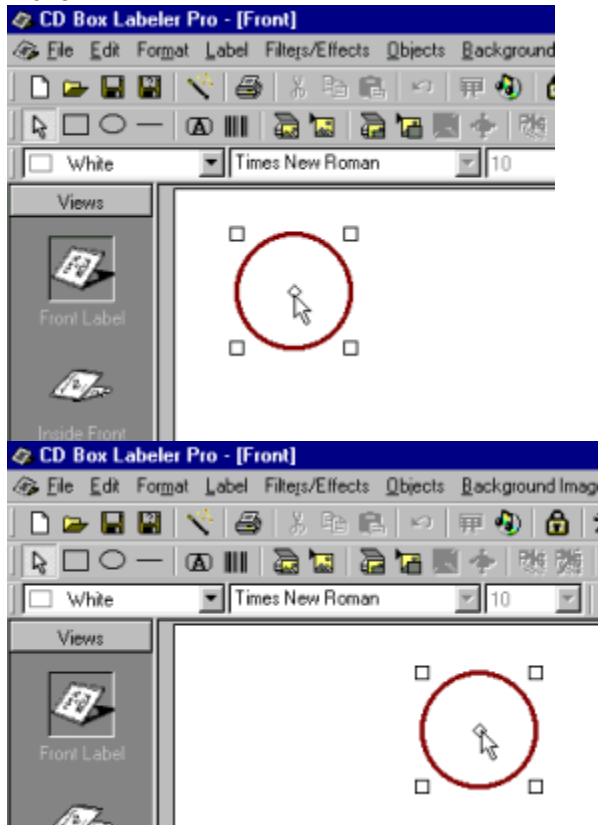 CD Box Labeler Pro - [Front]
File Edit Format Label Filters/Effects Objects Background
White Times New Roman 10
Views
Front Label
Inside Front
CD Box Labeler Pro - [Front]
File Edit Format Label Filters/Effects Objects Background Imag
White Times New Roman 10
Views
Front Label